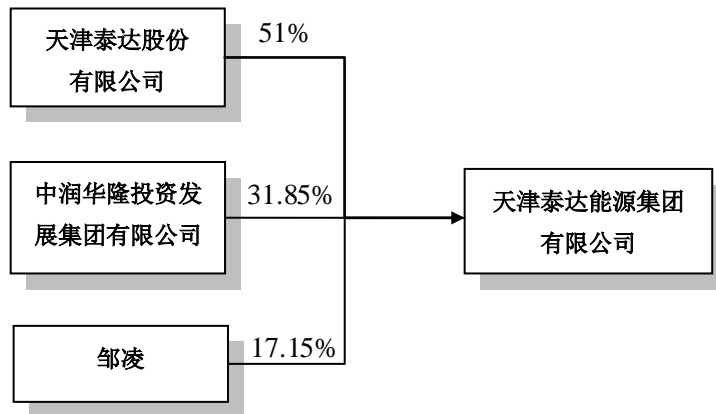 天津泰达股份
有限公司
51%
中润华隆投资发
展集团有限公司
31.85%
天津泰达能源集团
有限公司
邹凌
17.15%